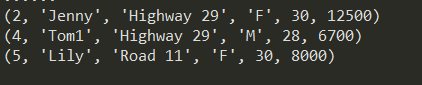 (2, 'Jenny', 'Highway 29', 'F', 30, 12500)
(4, 'Tom1', 'Highway 29', 'M', 28, 6700)
(5, 'Lily', 'Road 11', 'F', 30, 8000)